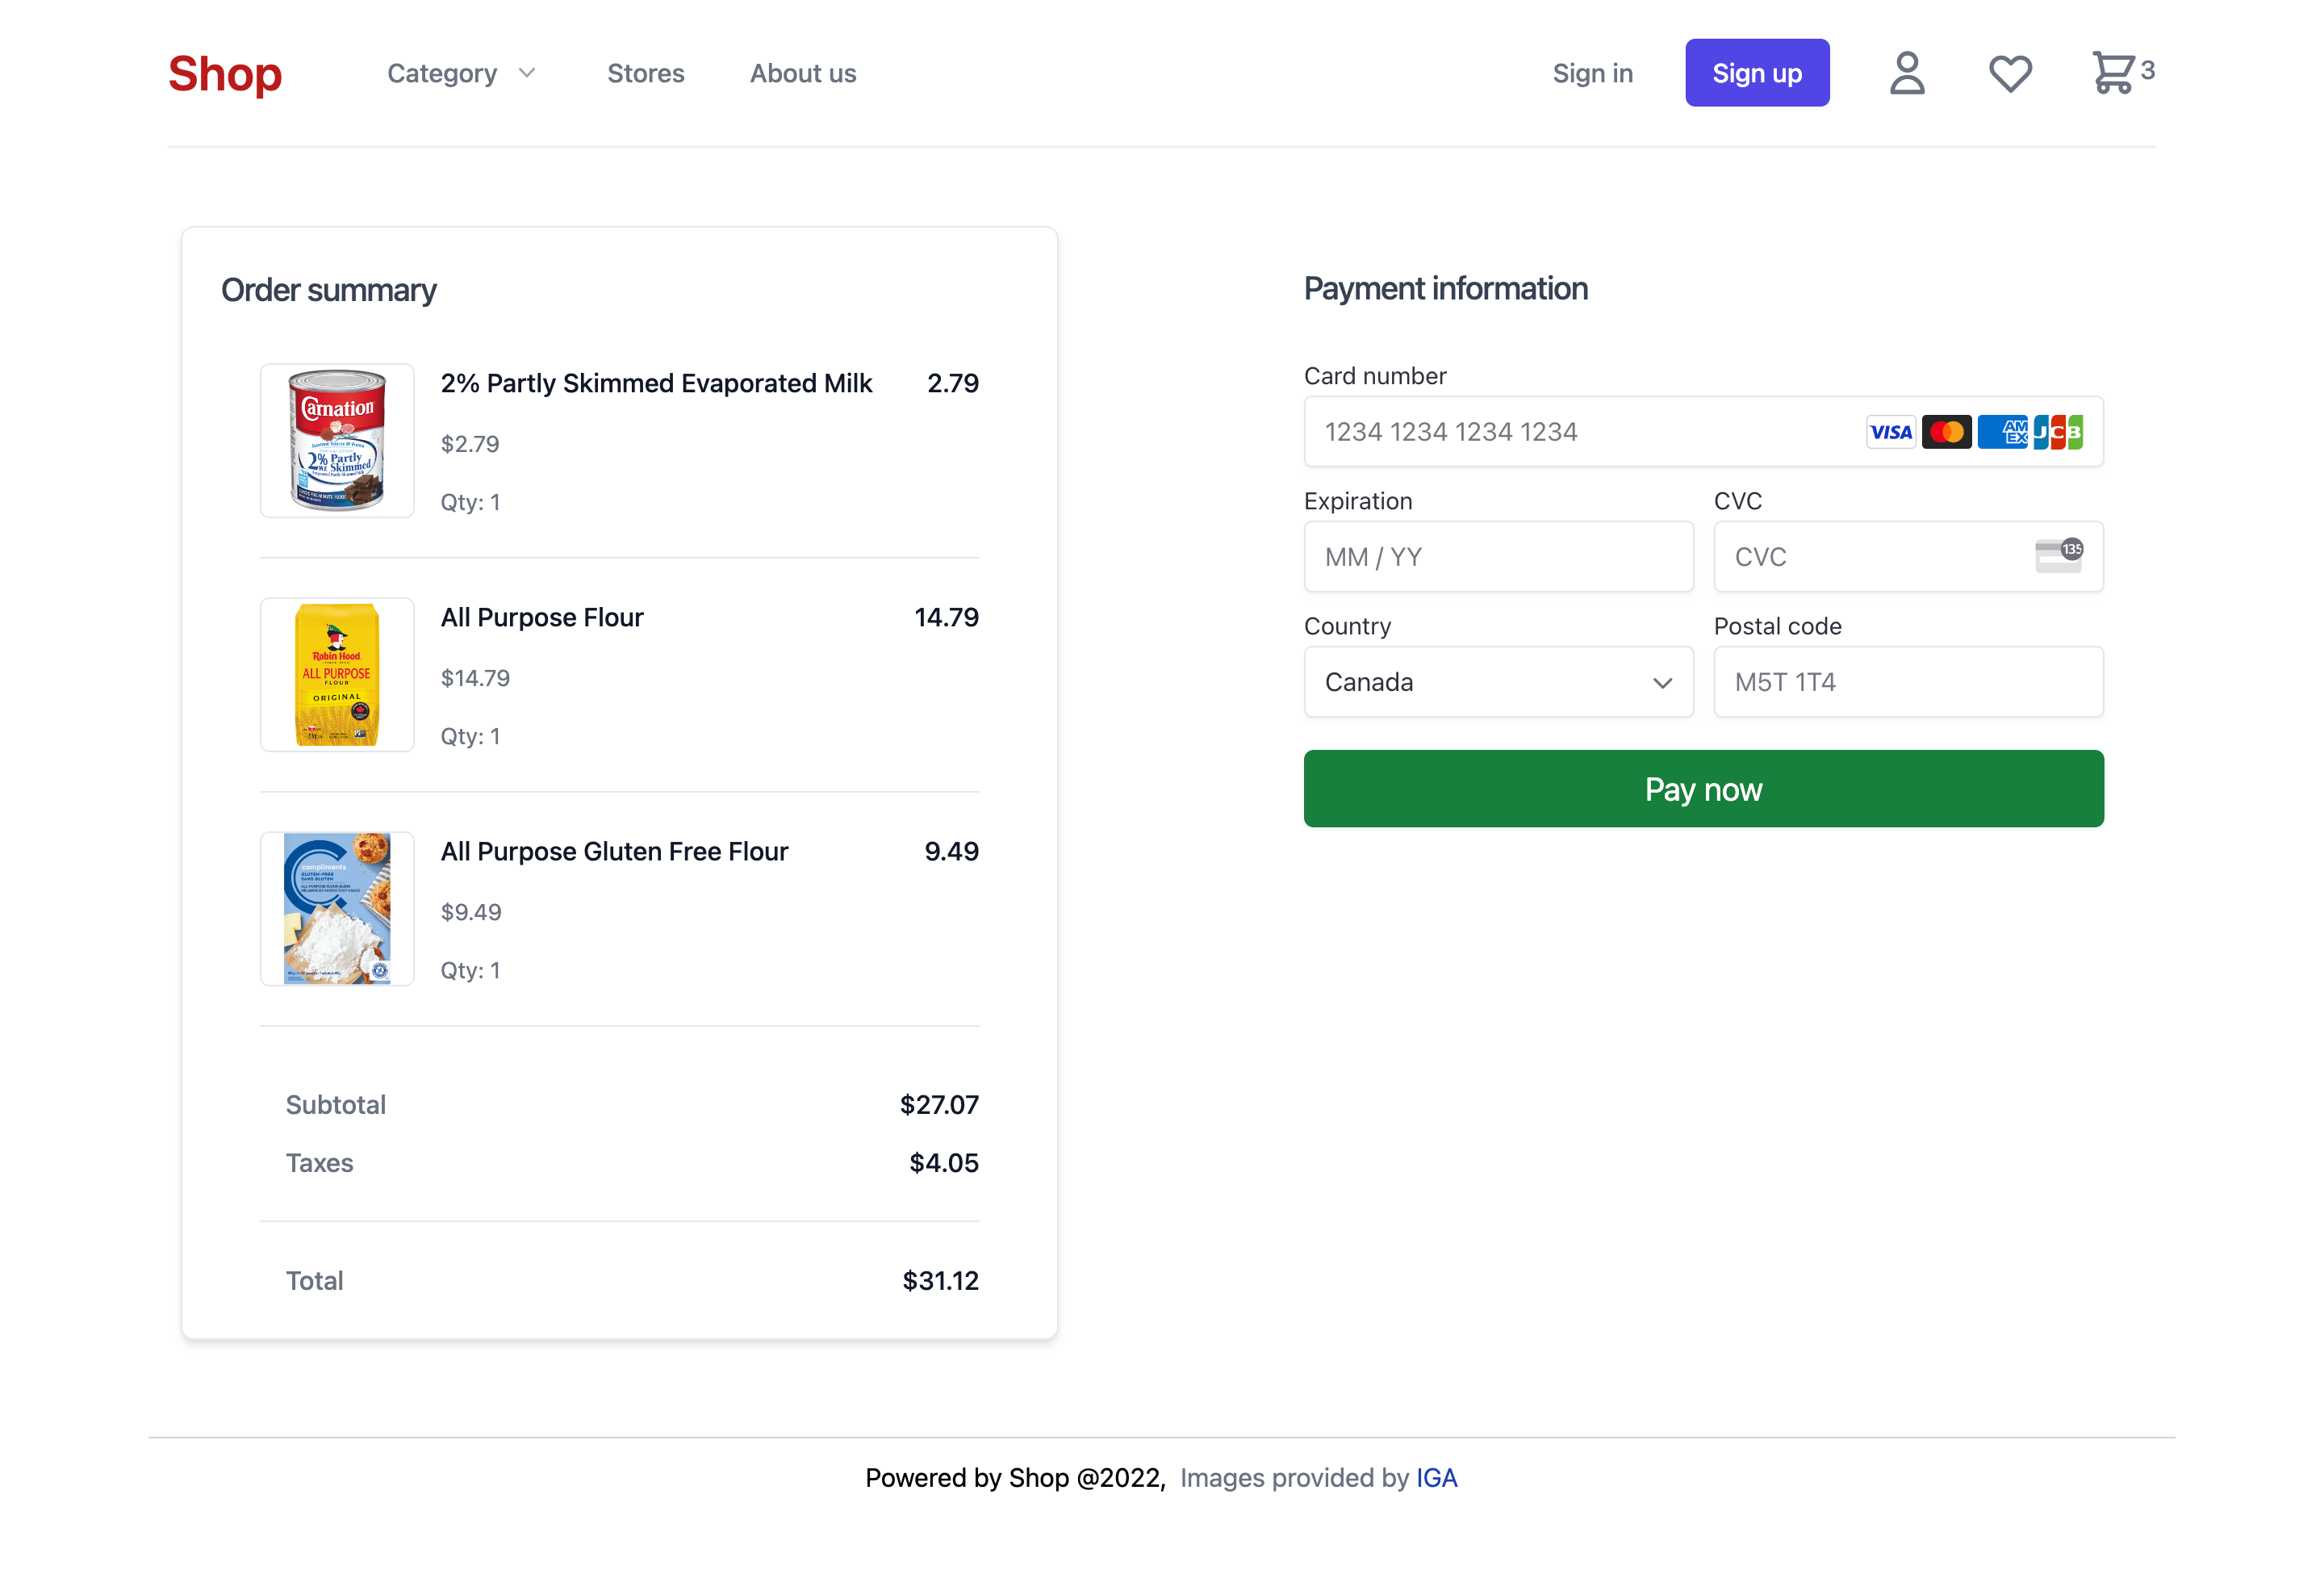 Shop
Category
Stores
About us
Sign in
Sign up
3
Order summary
Carnation
2% Partly
M.F. Skimmed
2% Partly Skimmed Evaporated Milk
2.79
$2.79
Qty: 1
Robin Hood
ALL PURPOSE
FLOUR
ORIGINAL
All Purpose Flour
14.79
$14.79
Qty: 1
compliments
GLUTEN-FREE
SANS GLUTEN
All Purpose Gluten Free Flour
9.49
$9.49
Qty: 1
Subtotal
$27.07
Taxes
$4.05
Total
$31.12
Payment information
Card number
1234 1234 1234 1234
VISA
AM
EX
JCB
Expiration
CVC
MM / YY
CVC
135
Country
Postal code
Canada
M5T 1T4
Pay now
Powered by Shop @2022, Images provided by IGA